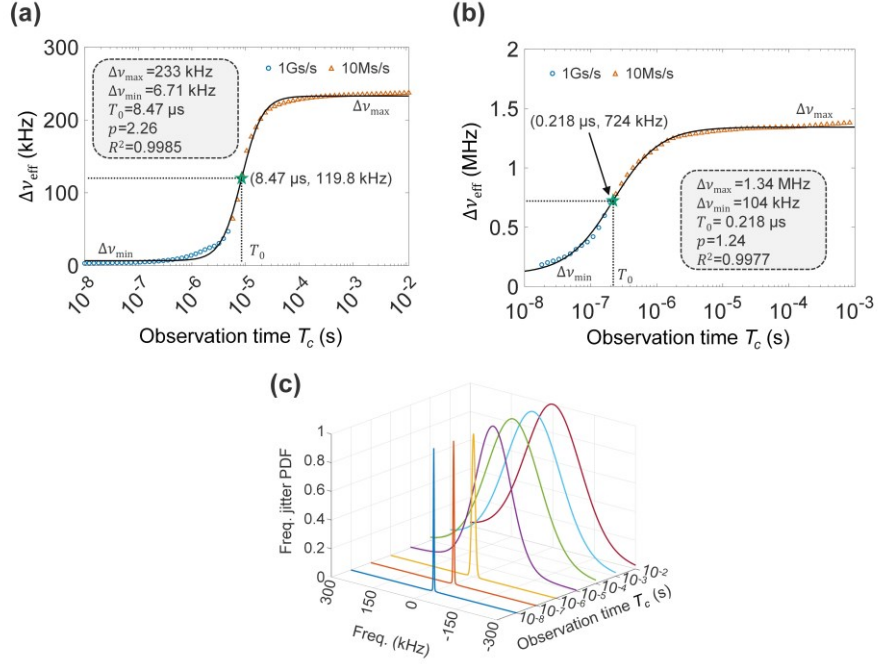 (a)
300
200
100
0
Δν_eff (kHz)
Δν_max =233 kHz
Δν_min =6.71 kHz
T_0=8.47 μs
p=2.26
R^2=0.9985
1Gs/s 10Ms/s
Δν_max
(8.47 μs, 119.8 kHz)
Δν_min
T_0
10^-8 10^-7 10^-6 10^-5 10^-4 10^-3 10^-2
Observation time T_c (s)
(b)
2
1.5
1
0.5
0
Δν_eff (MHz)
1Gs/s 10Ms/s
Δν_max
(0.218 μs, 724 kHz)
Δν_max=1.34 MHz
Δν_min=104 kHz
T_0= 0.218 μs
p=1.24
R^2=0.9977
Δν_min
T_0
10^-8 10^-7 10^-6 10^-5 10^-4 10^-3
Observation time T_c (s)
(c)
1
0.8
0.6
0.4
0.2
0
Freq. jitter PDF
300 150 0 -150 -300
Freq. (kHz)
10^-8 10^-7 10^-6 10^-5 10^-4 10^-3 10^-2
Observation time T_c (s)